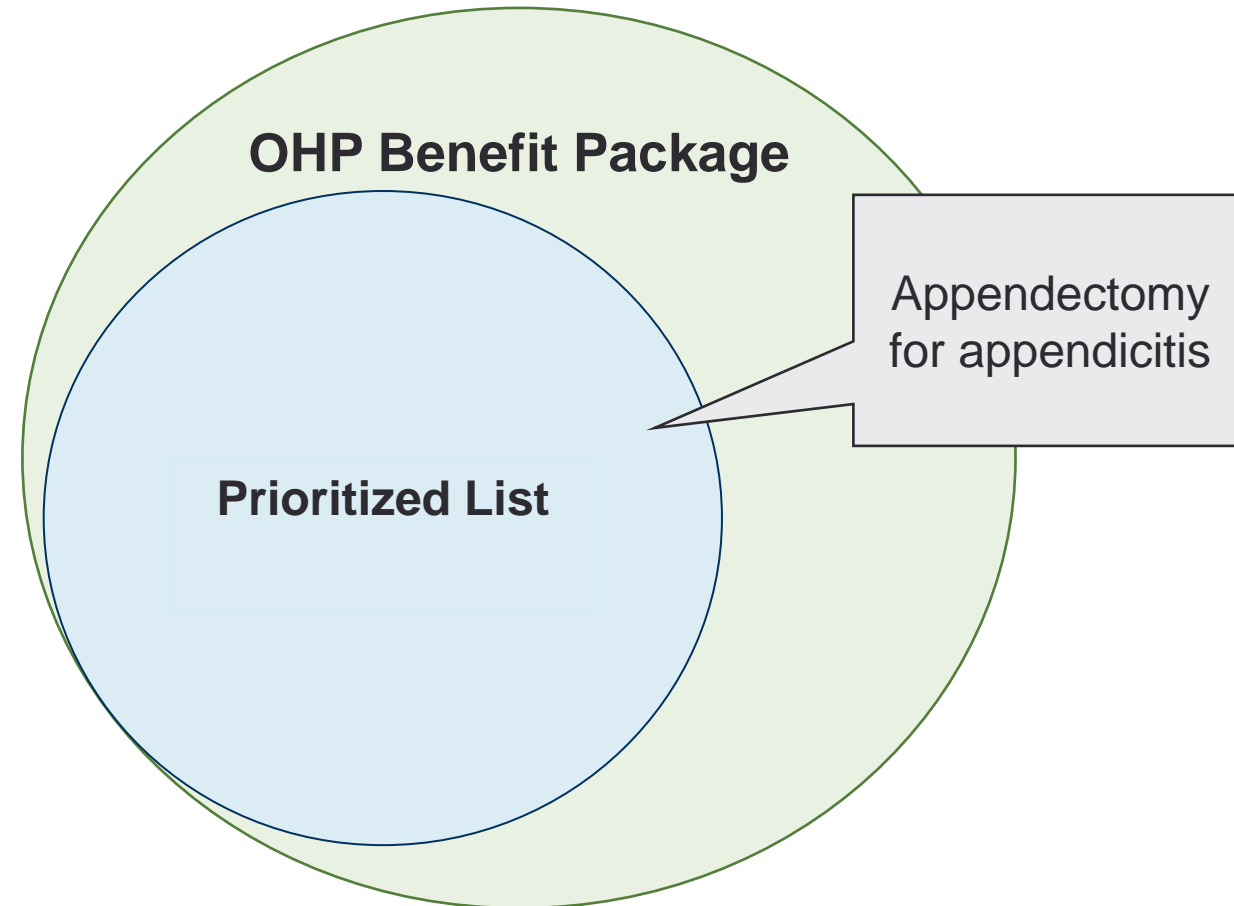 OHP Benefit Package
Appendectomy
for appendicitis
Prioritized List